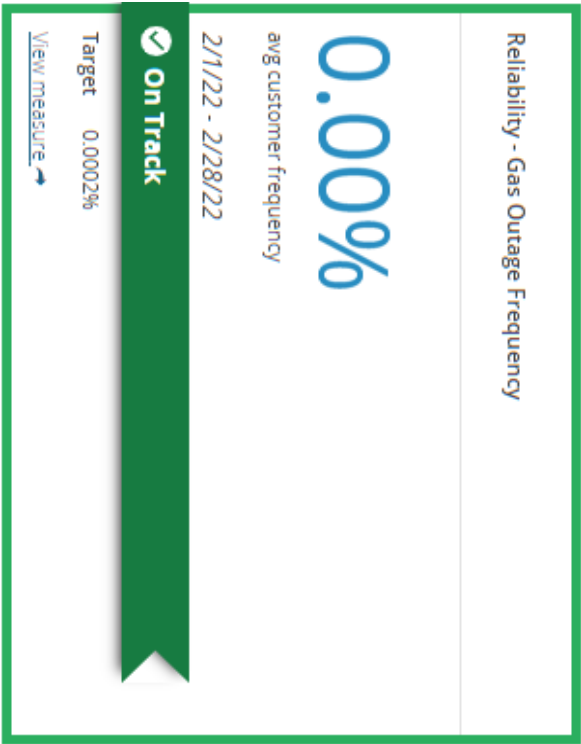 Reliability - Gas Outage Frequency
0.00%
avg customer frequency
2/1/22 - 2/28/22
On Track
Target 0.0002%
View measure